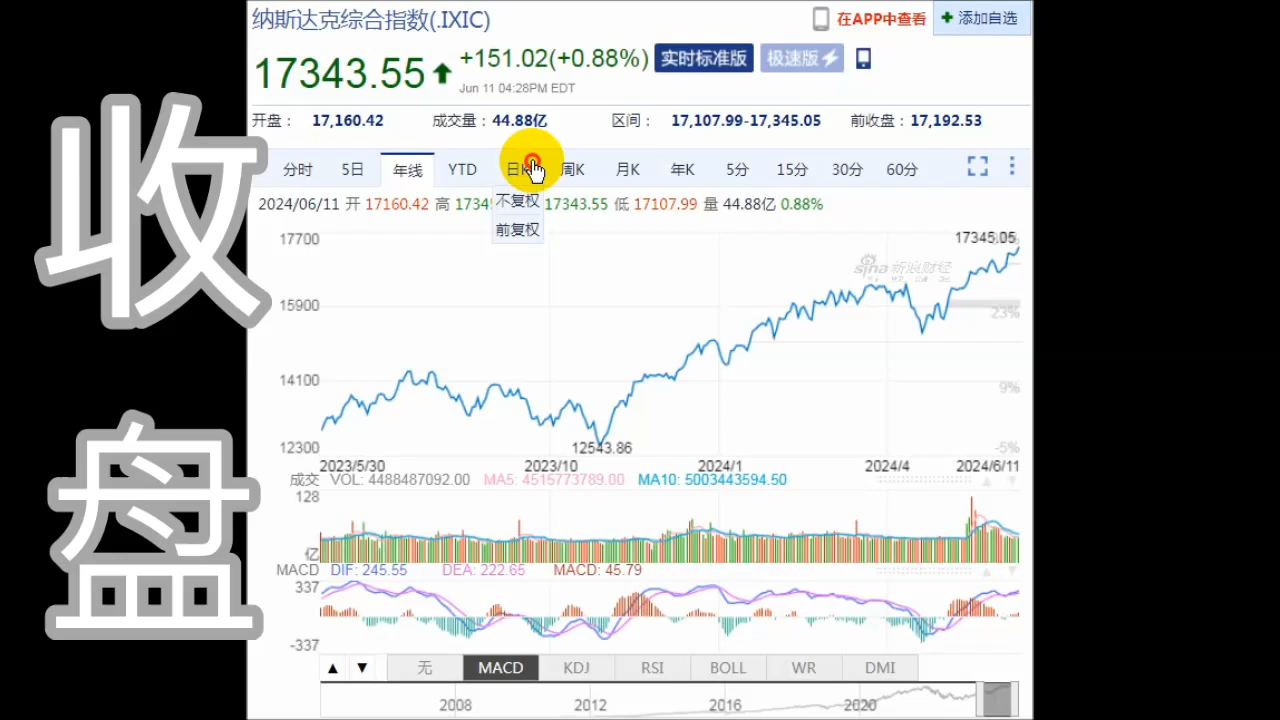 收
盘
纳斯达克综合指数(.IXIC)
在APP中查看
+ 添加自选
17343.55
+151.02(+0.88%)
实时标准版
极速版
Jun 11 04:28PM EDT
开盘： 17,160.42
成交量：44.88亿
区间： 17,107.99-17,345.05
前收盘：17,192.53
分时 5日 年线 YTD 日K 周K 月K 年K 5分 15分 30分 60分
不复权
前复权
2024/06/11 开 17160.42 高 1734 17343.55 低 17107.99 量 44.88亿 0.88%
17700
17345.05
sina 新浪财经
15900
23%
14100
9%
12300
12543.86
-5%
2023/5/30 2023/10 2024/1 2024/4 2024/6/11
成交 VOL: 4488487092.00 MA5: 4515773789.00 MA10: 5003443594.50
128
亿
MACD DIF: 245.55 DEA: 222.65 MACD: 45.79
337
-337
▲ ▼ 无 MACD KDJ RSI BOLL WR DMI
2008 2012 2016 2020